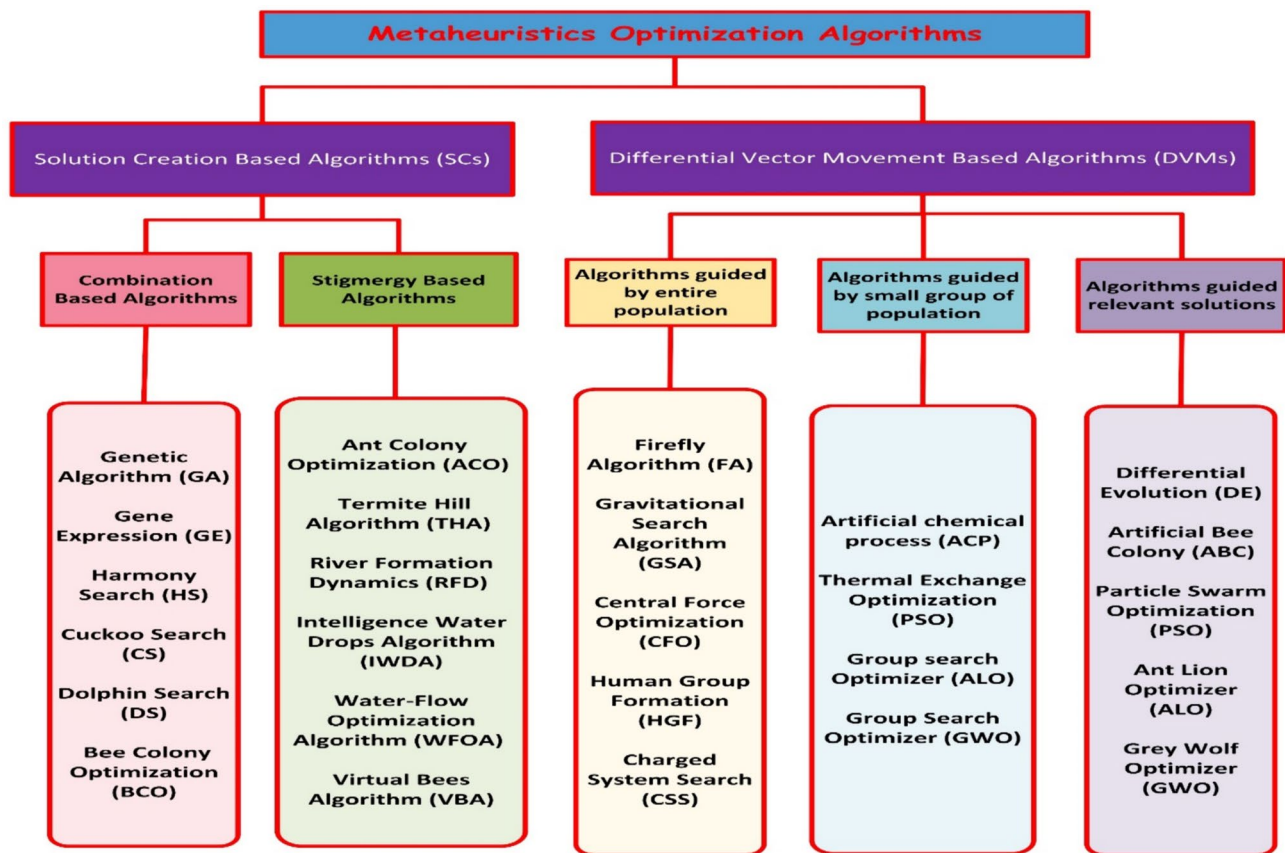 Metaheuristics Optimization Algorithms
Solution Creation Based Algorithms (SCs)
Differential Vector Movement Based Algorithms (DVMs)
Combination
Based Algorithms
Stigmergy Based
Algorithms
Algorithms guided
by entire
population
Algorithms guided
by small group of
population
Algorithms guided
relevant solutions
Genetic
Algorithm (GA)
Gene
Expression (GE)
Harmony
Search (HS)
Cuckoo Search
(CS)
Dolphin Search
(DS)
Bee Colony
Optimization
(BCO)
Ant Colony
Optimization (ACO)
Termite Hill
Algorithm (THA)
River Formation
Dynamics (RFD)
Intelligence Water
Drops Algorithm
(IWDA)
Water-Flow
Optimization
Algorithm (WFOA)
Virtual Bees
Algorithm (VBA)
Firefly
Algorithm (FA)
Gravitational
Search
Algorithm
(GSA)
Central Force
Optimization
(CFO)
Human Group
Formation
(HGF)
Charged
System Search
(CSS)
Artificial chemical
process (ACP)
Thermal Exchange
Optimization
(PSO)
Group search
Optimizer (ALO)
Group Search
Optimizer (GWO)
Differential
Evolution (DE)
Artificial Bee
Colony (ABC)
Particle Swarm
Optimization
(PSO)
Ant Lion
Optimizer
(ALO)
Grey Wolf
Optimizer
(GWO)